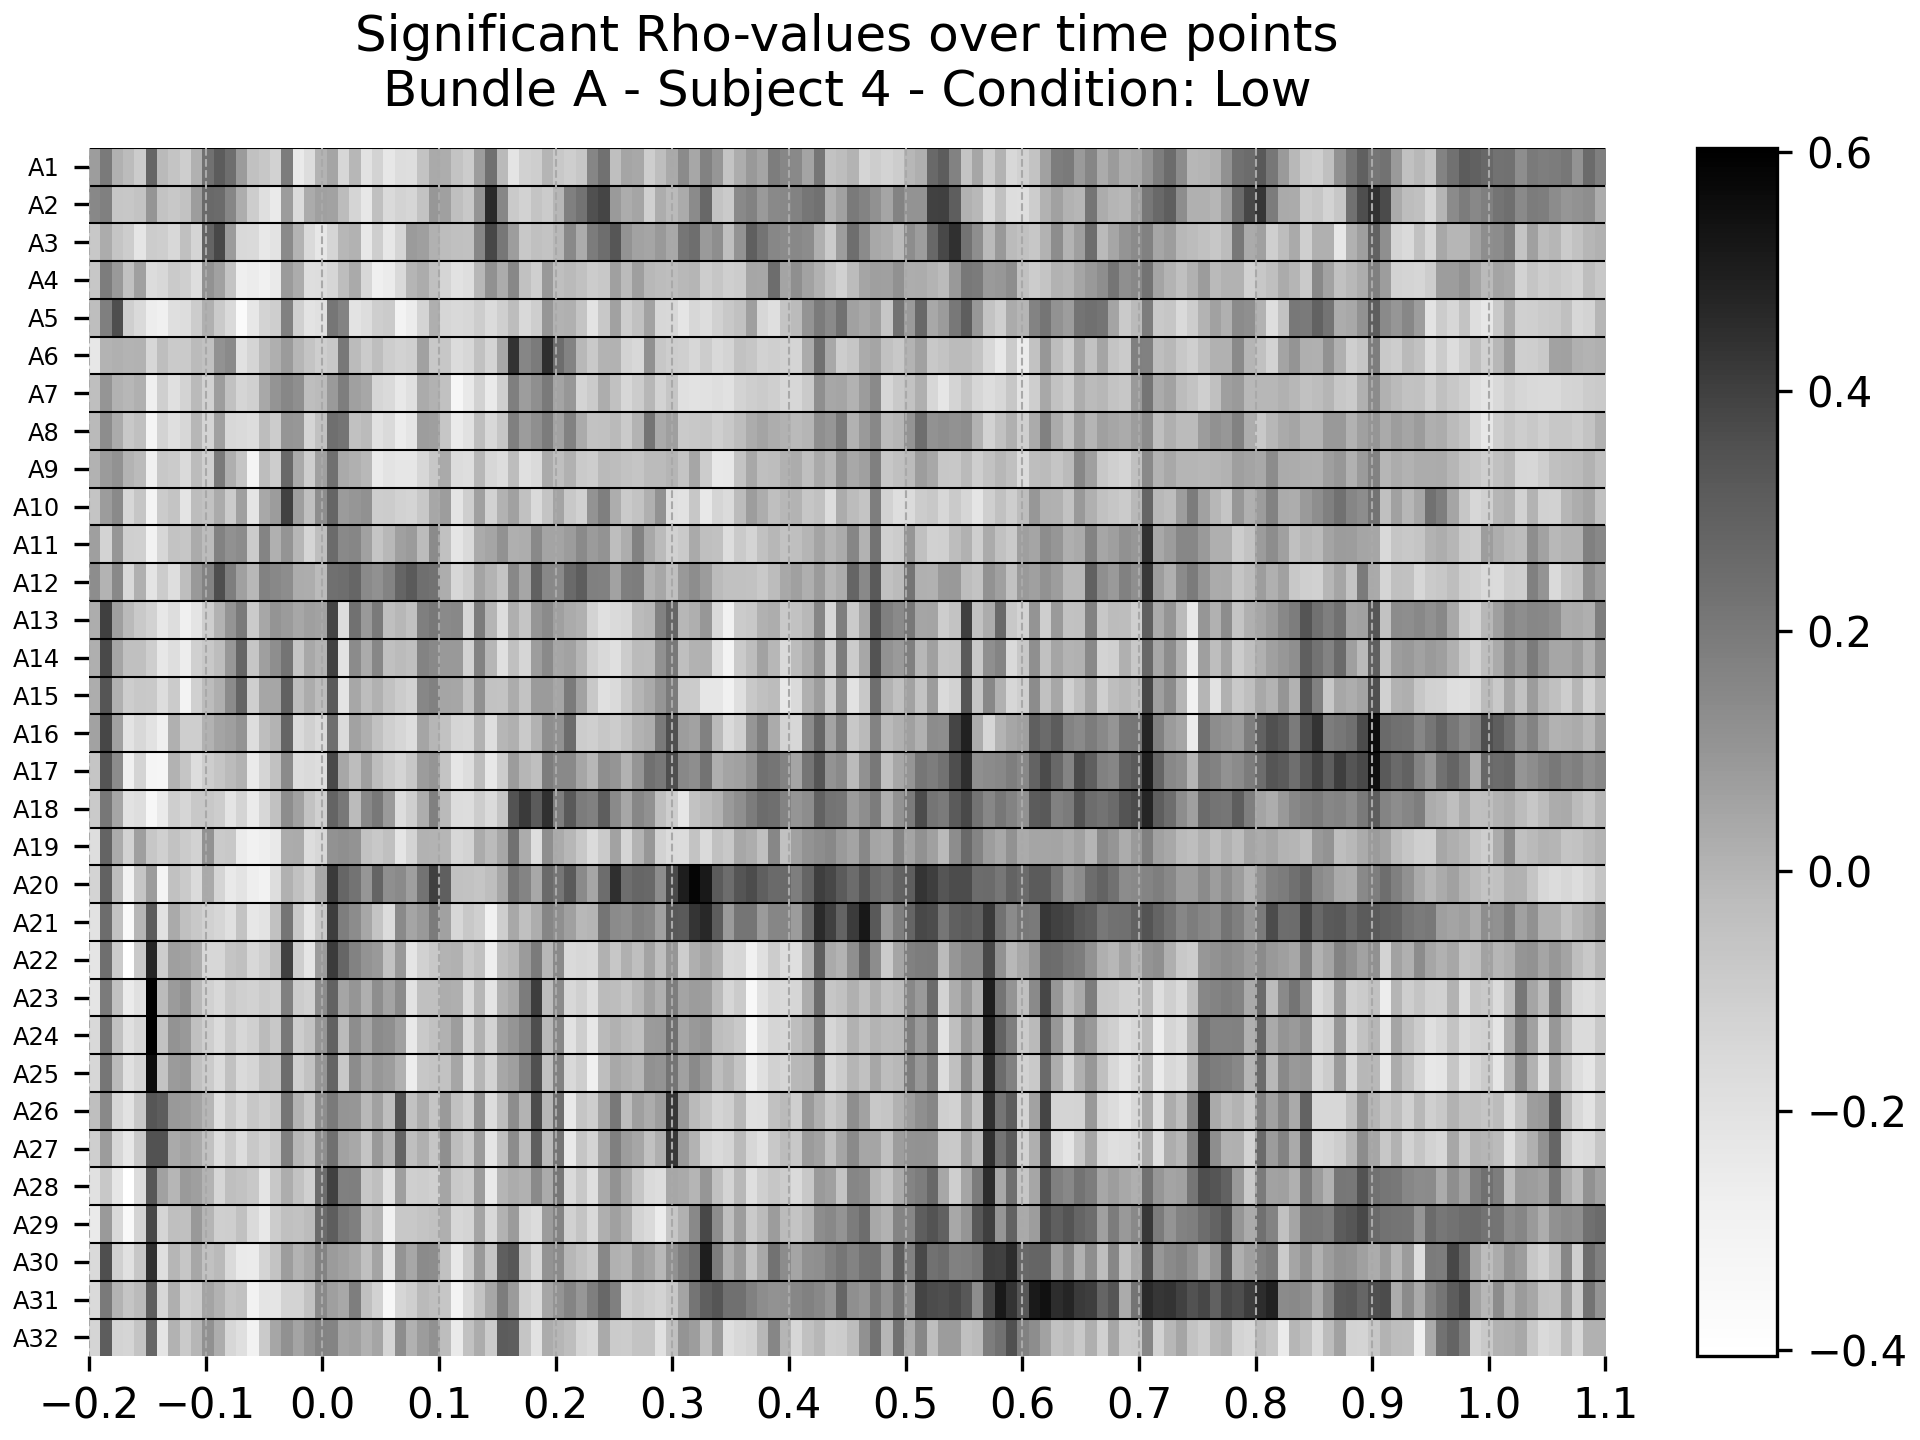 Significant Rho-values over time points
Bundle A - Subject 4 - Condition: Low
A1
A2
A3
A4
A5
A6
A7
A8
A9
A10
A11
A12
A13
A14
A15
A16
A17
A18
A19
A20
A21
A22
A23
A24
A25
A26
A27
A28
A29
A30
A31
A32
−0.2 −0.1 0.0 0.1 0.2 0.3 0.4 0.5 0.6 0.7 0.8 0.9 1.0 1.1
0.6
0.4
0.2
0.0
−0.2
−0.4